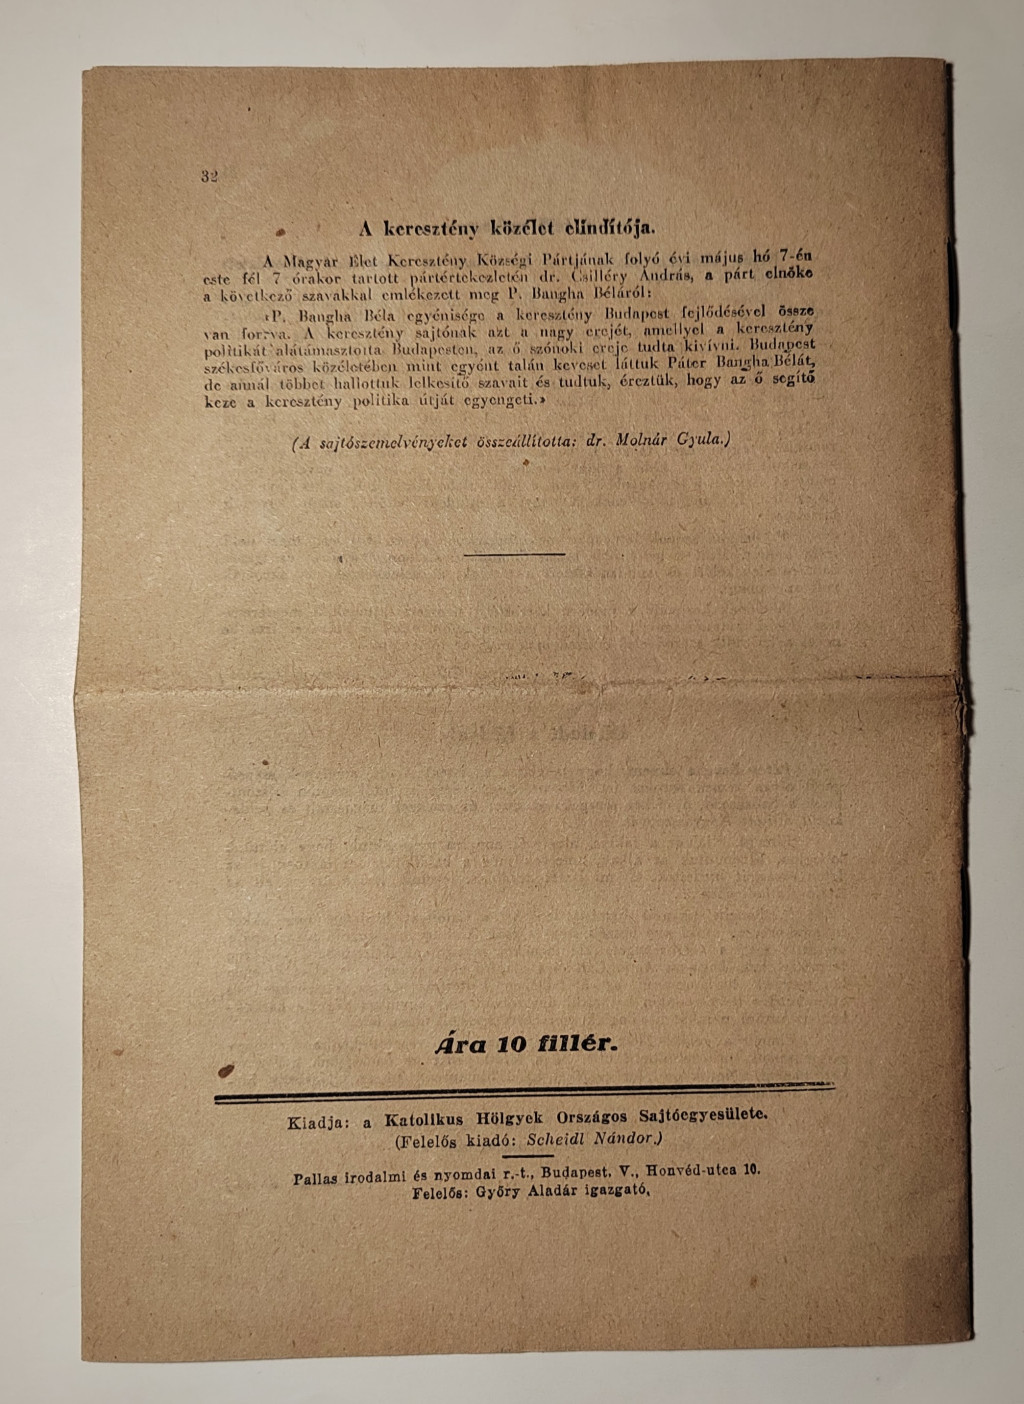 32
A keresztény közélet elindítója.
A Magyar Élet Keresztény Községi Pártjának folyó évi május hó 7-én
este fél 7 órakor tartott pártértekezletén dr. Csilléry András, a párt elnöke
a következő szavakkal emlékezett meg P. Bangha Béláról:
«P. Bangha Béla egyénisége a keresztény Budapest fejlődésével össze
van forrva. A keresztény sajtónak azt a nagy erejét, amellyel a keresztény
politikát alátámasztotta Budapesten, az ő szónoki ereje tudta kivívni. Budapest
székesfőváros közéletében mint egyént talán keveset láttuk Páter Bangha Bélát,
de annál többet hallottuk lelkesítő szavait és tudtuk, éreztük, hogy az ő segítő
keze a keresztény politika útját egyengeti.»
(A sajtószemelvényeket összeállította: dr. Molnár Gyula.)
Ára 10 fillér.
Kiadja: a Katolikus Hölgyek Országos Sajtóegyesülete.
(Felelős kiadó: Scheidl Nándor.)
Pallas irodalmi és nyomdai r.-t., Budapest, V., Honvéd-utca 10.
Felelős: Győry Aladár igazgató.